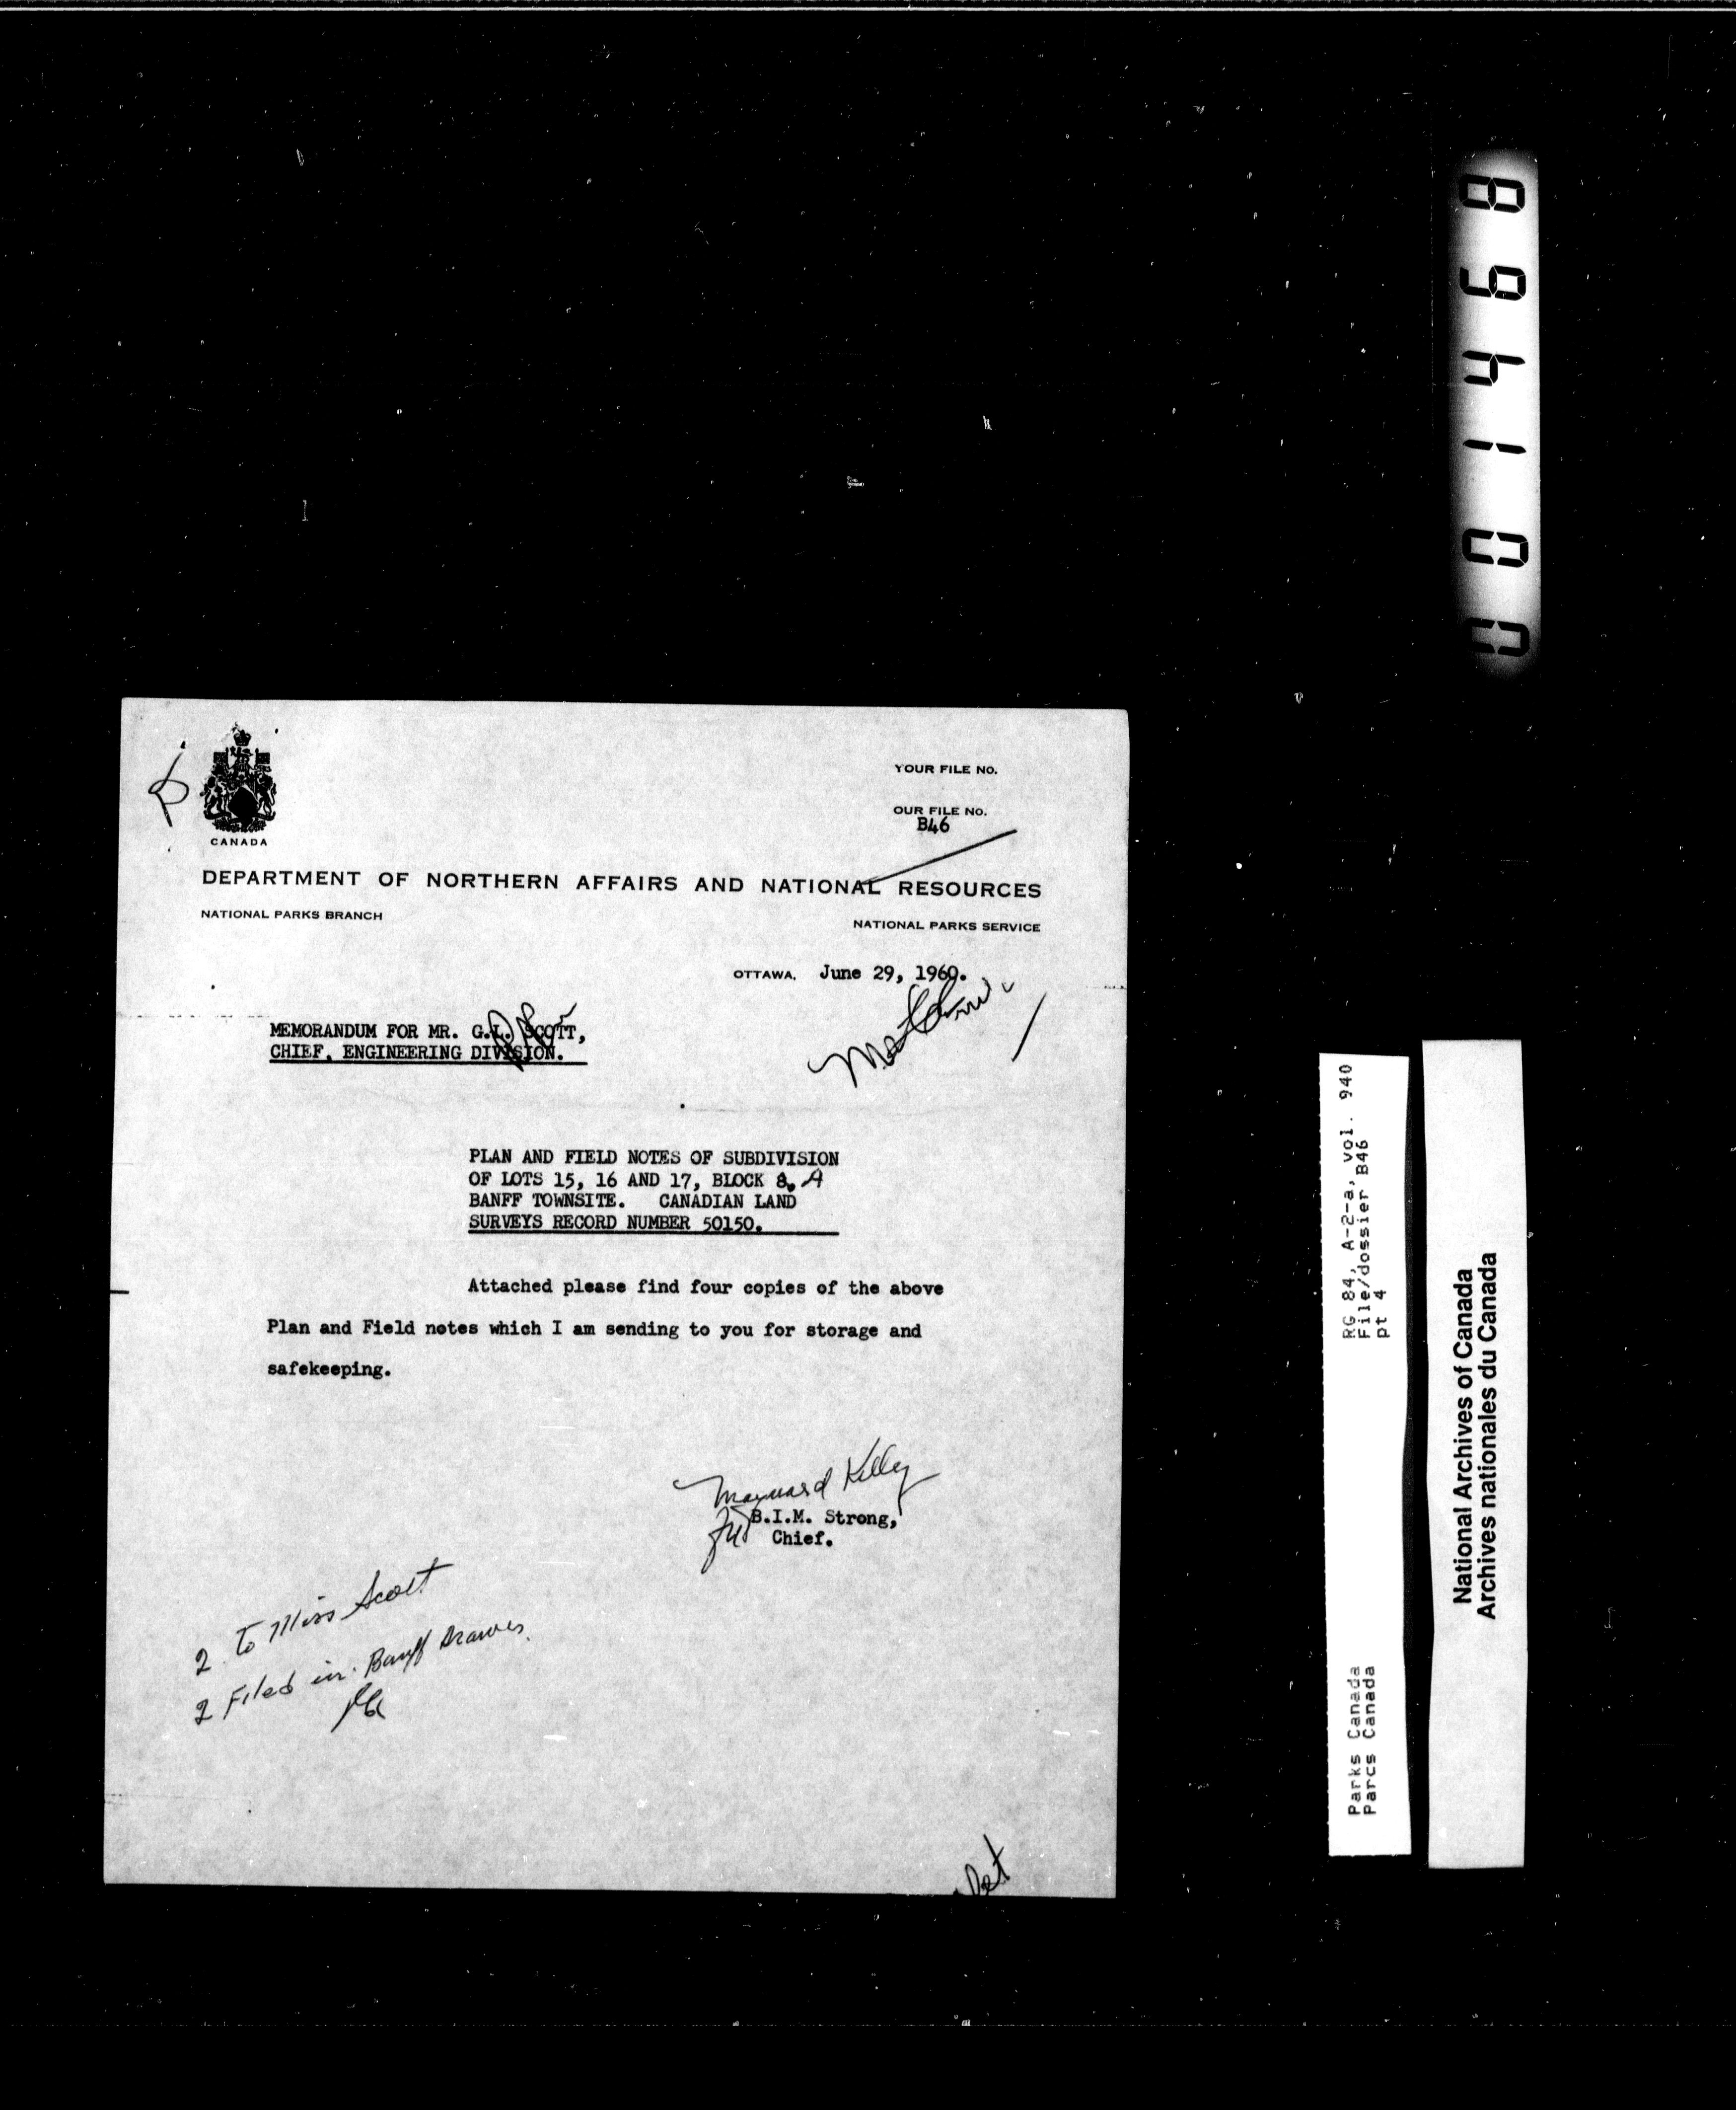 001468
YOUR FILE NO.
OUR FILE NO.
B46
CANADA
DEPARTMENT OF NORTHERN AFFAIRS AND NATIONAL RESOURCES
NATIONAL PARKS BRANCH
NATIONAL PARKS SERVICE
OTTAWA, June 29, 1960.
MEMORANDUM FOR MR. G.L. SCOTT,
CHIEF, ENGINEERING DIVISION.
PLAN AND FIELD NOTES OF SUBDIVISION
OF LOTS 15, 16 AND 17, BLOCK A
BANFF TOWNSITE. CANADIAN LAND
SURVEYS RECORD NUMBER 50150.
Attached please find four copies of the above
Plan and Field notes which I am sending to you for storage and
safekeeping.
Maynard Kelley
B.I.M. Strong,
Chief.
2 To Miss Scott
2 Filed in Banff Drawer
RG 84, A-2-a, vol. 940
File/dossier B46
pt 4
Parks Canada
Parcs Canada
National Archives of Canada
Archives nationales du Canada